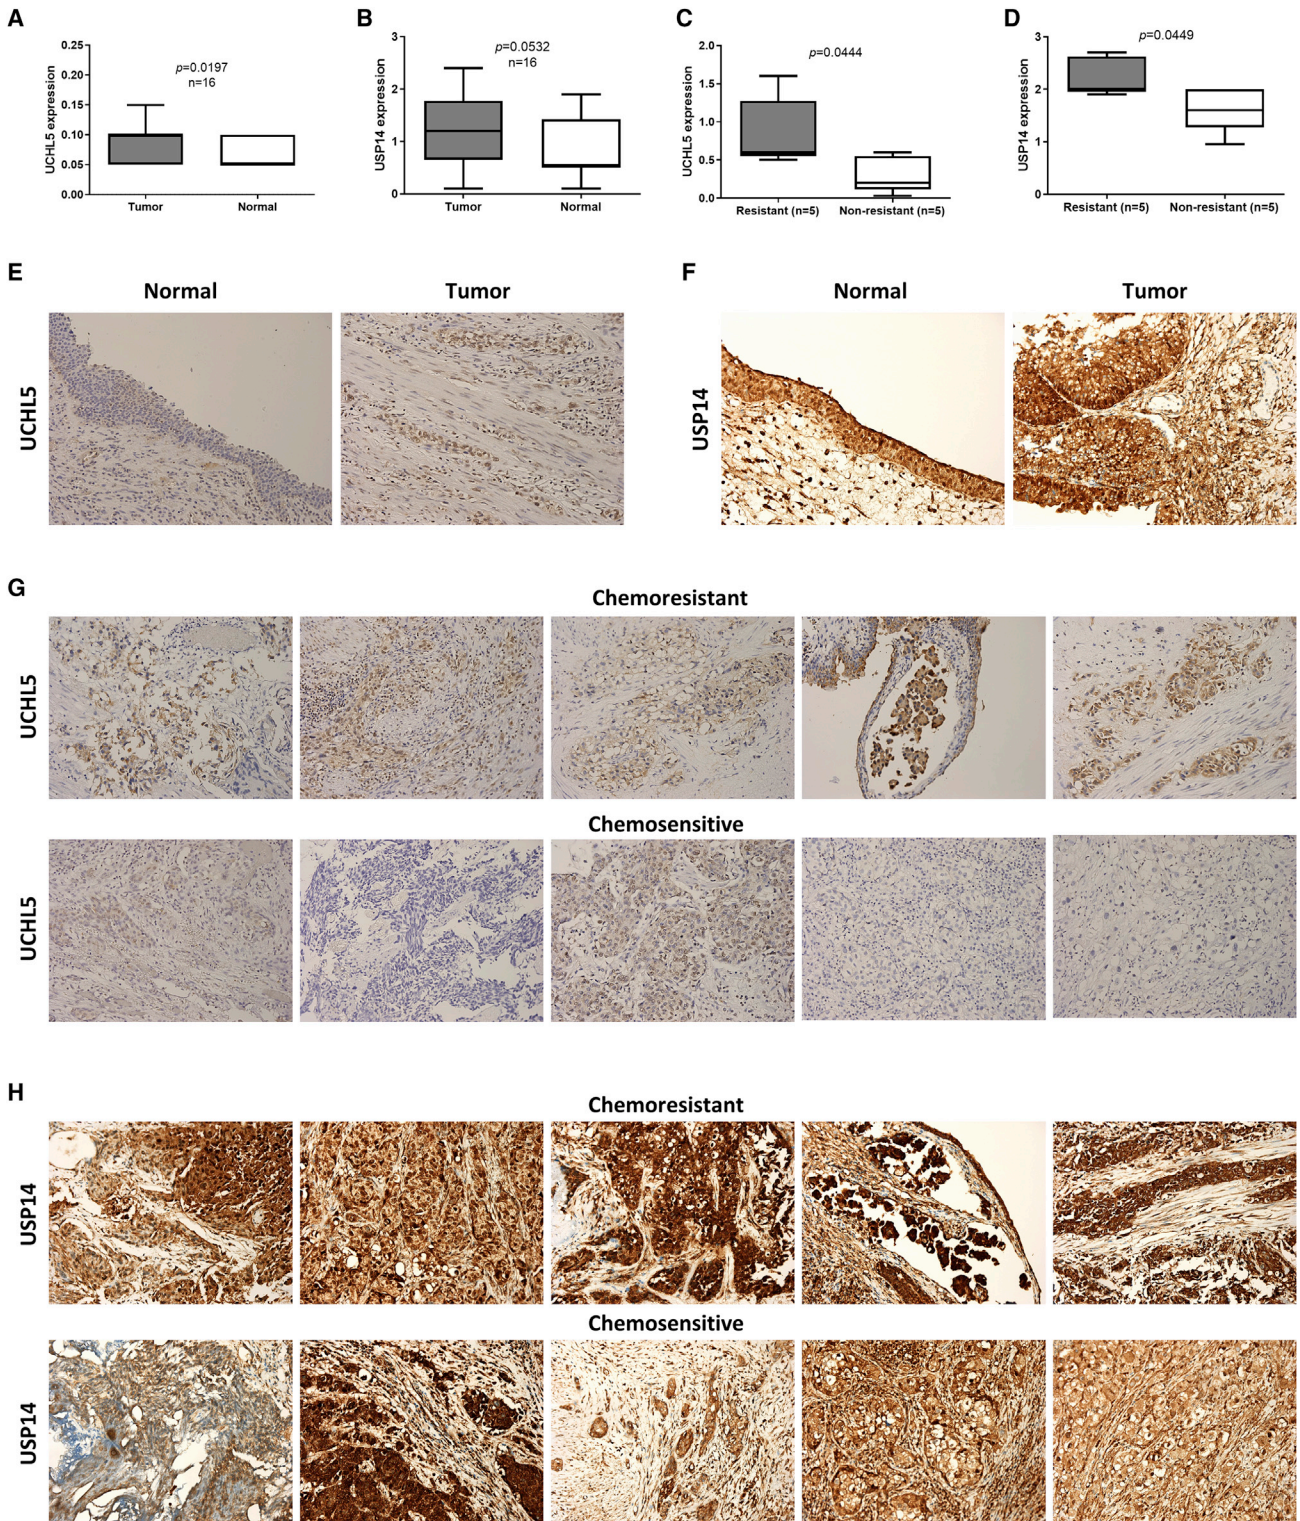 A
B
C
D
UCHL5 expression
0.25
0.20
0.15
0.10
0.05
0.00
p=0.0197
n=16
Tumor
Normal
USP14 expression
3
2
1
0
p=0.0532
n=16
Tumor
Normal
UCHL5 expression
2.0
1.5
1.0
0.5
0.0
p=0.0444
Resistant (n=5)
Non-resistant (n=5)
USP14 expression
3
2
1
0
p=0.0449
Resistant (n=5)
Non-resistant (n=5)
E
Normal
Tumor
UCHL5
F
Normal
Tumor
USP14
G
Chemoresistant
UCHL5
Chemosensitive
UCHL5
H
Chemoresistant
USP14
Chemosensitive
USP14